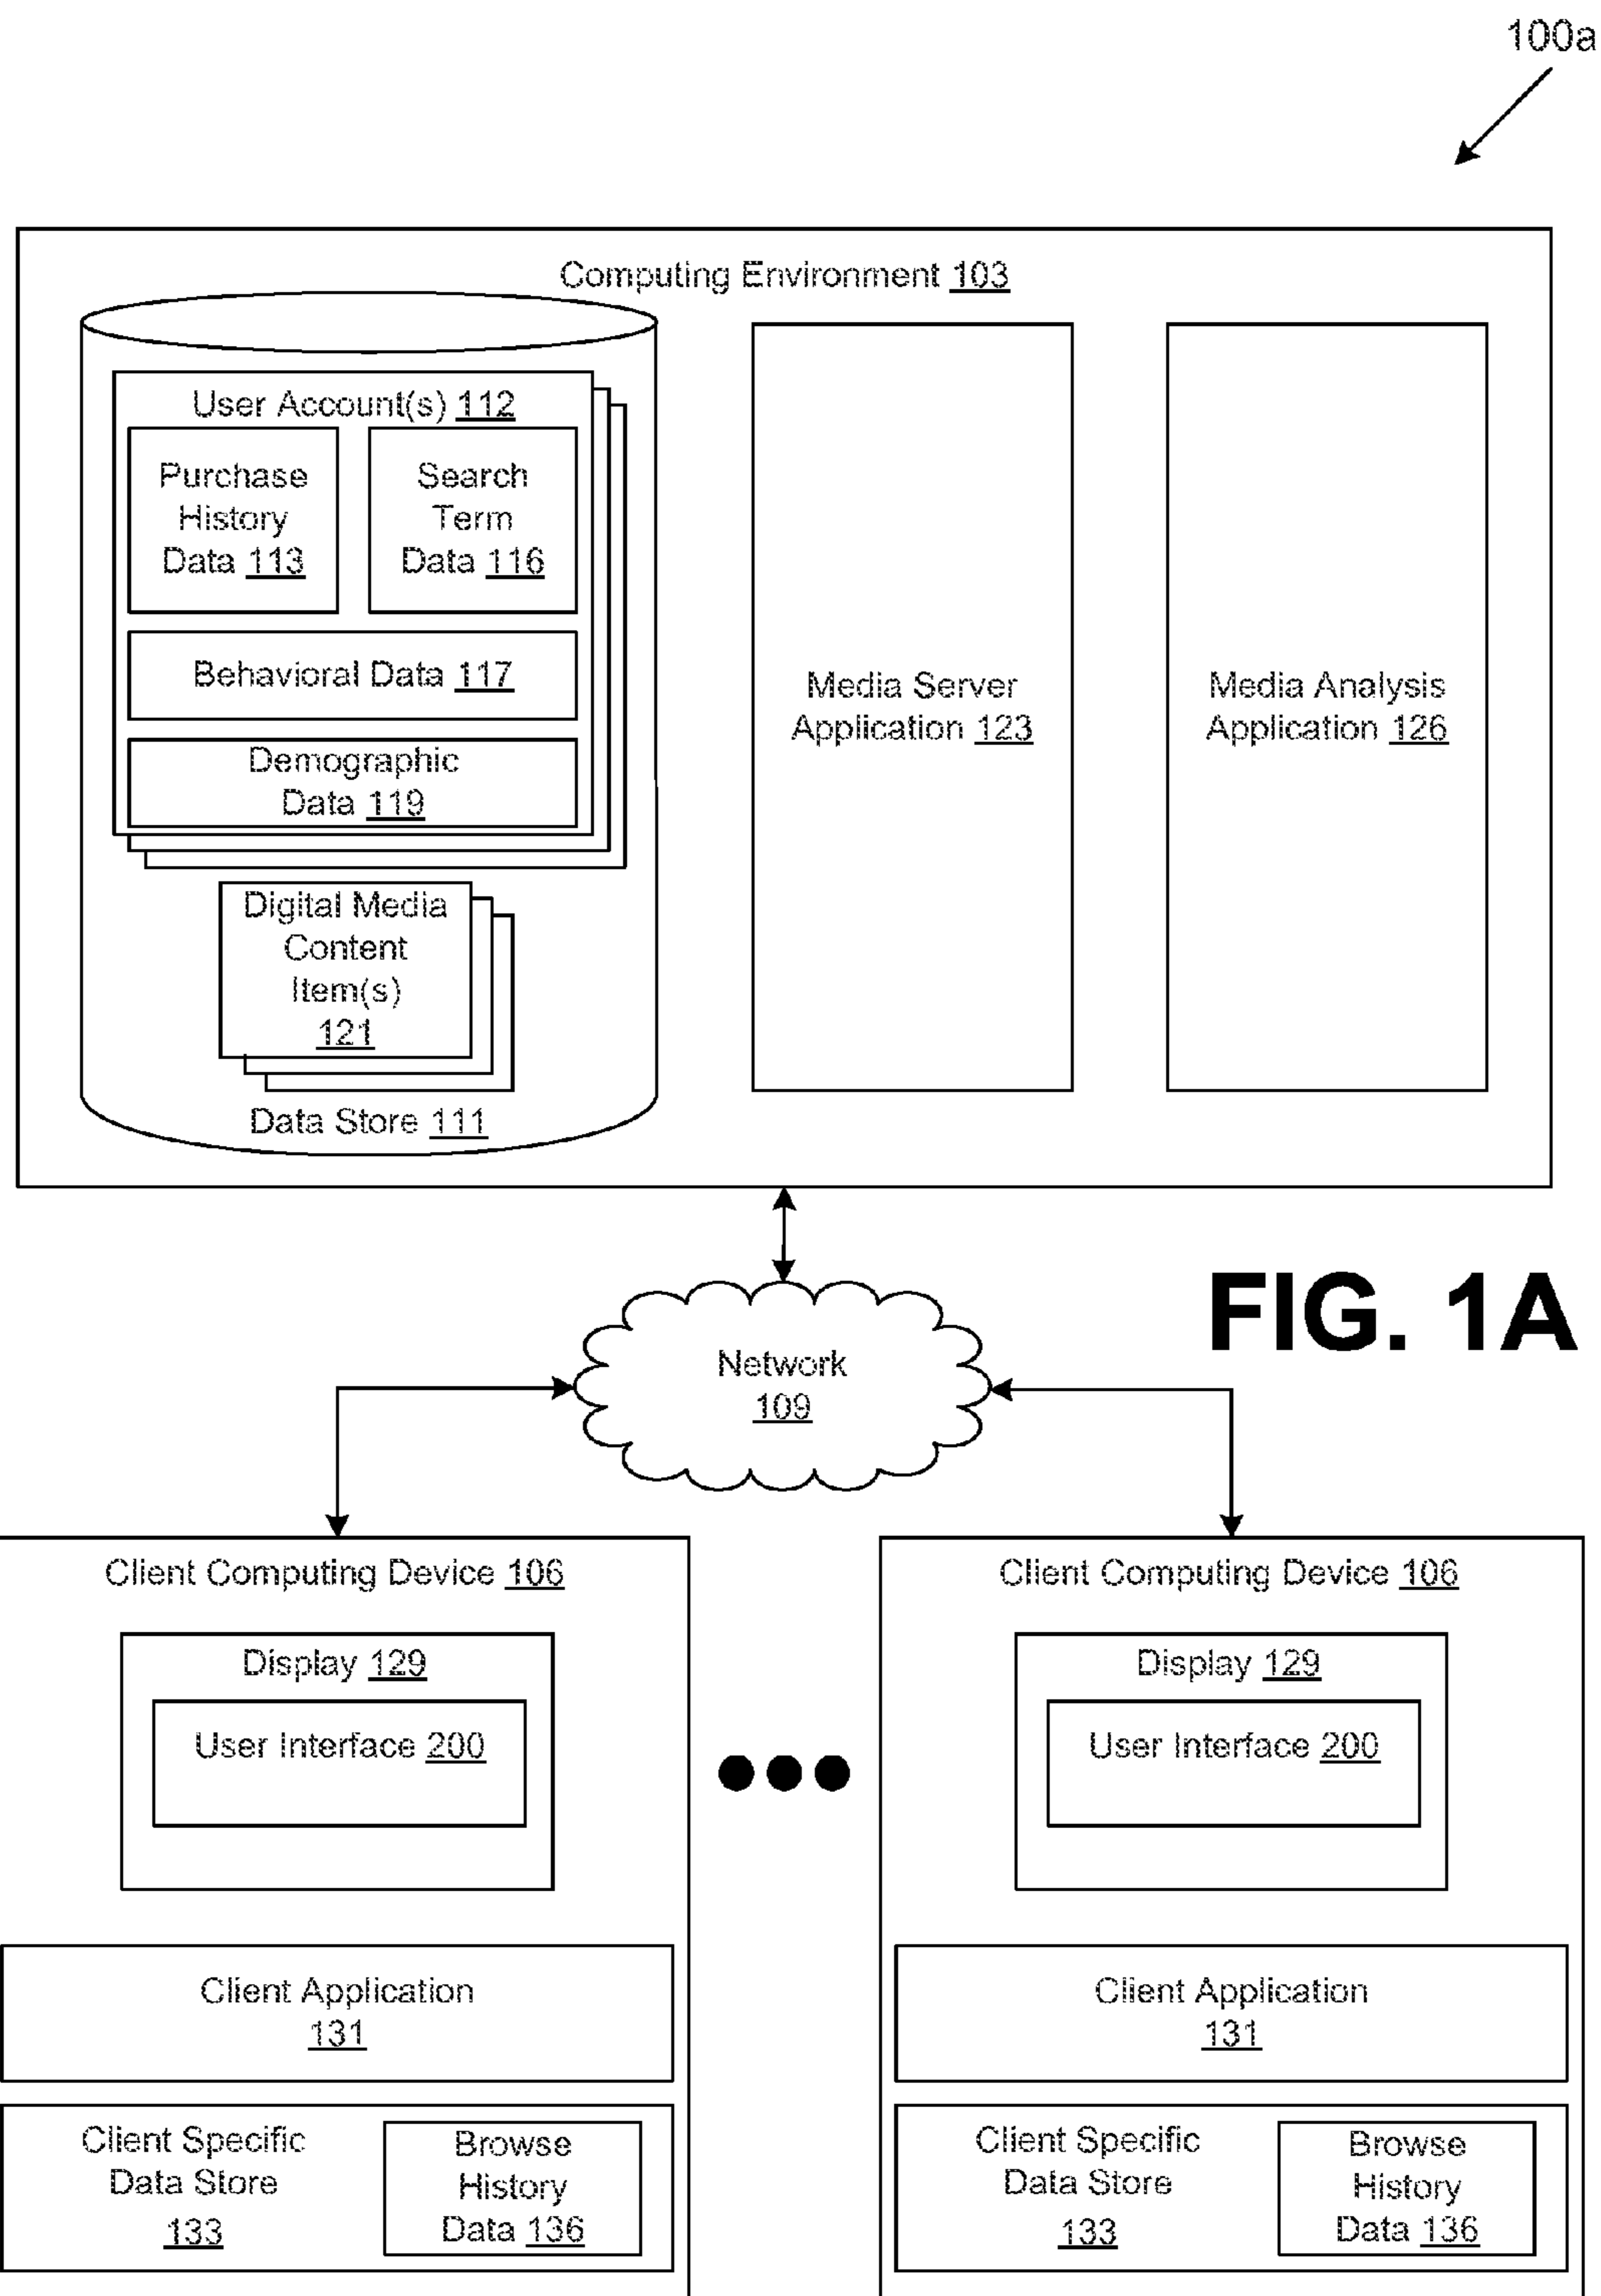 100a
Computing Environment 103
User Account(s) 112
Purchase
History
Data 113
Search
Term
Data 116
Behavioral Data 117
Demographic
Data 119
Digital Media
Content
Item(s)
121
Data Store 111
Media Server
Application 123
Media Analysis
Application 126
FIG. 1A
Network
109
Client Computing Device 106
Display 129
User Interface 200
Client Application
131
Client Specific
Data Store
133
Browse
History
Data 136
Client Computing Device 106
Display 129
User Interface 200
Client Application
131
Client Specific
Data Store
133
Browse
History
Data 136